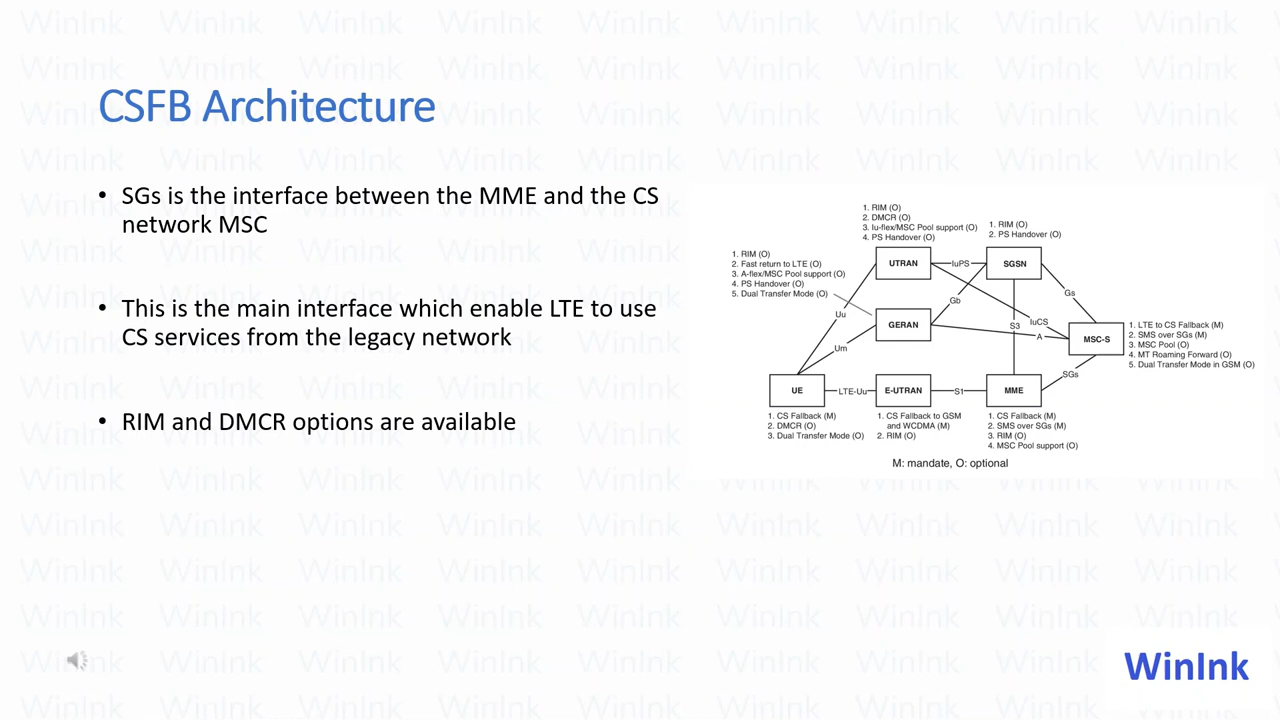 CSFB Architecture
• SGs is the interface between the MME and the CS
network MSC
• This is the main interface which enable LTE to use
CS services from the legacy network
• RIM and DMCR options are available
1. RIM (O)
2. DMCR (O)
3. Iu-flex/MSC Pool support (O)
4. PS Handover (O)
1. RIM (O)
2. PS Handover (O)
1. RIM (O)
2. Fast return to LTE (O)
3. A-flex/MSC Pool support (O)
4. PS Handover (O)
5. Dual Transfer Mode (O)
UTRAN
IuPS
SGSN
Gb
Gs
Uu
S3
IuCS
GERAN
A
Um
MSC-S
1. LTE to CS Fallback (M)
2. SMS over SGs (M)
3. MSC Pool (O)
4. MT Roaming Forward (O)
5. Dual Transfer Mode in GSM (O)
SGs
UE
LTE-Uu
E-UTRAN
S1
MME
1. CS Fallback (M)
2. DMCR (O)
3. Dual Transfer Mode (O)
1. CS Fallback to GSM
and WCDMA (M)
2. RIM (O)
1. CS Fallback (M)
2. SMS over SGs (M)
3. RIM (O)
4. MSC Pool support (O)
M: mandate, O: optional
WinInk